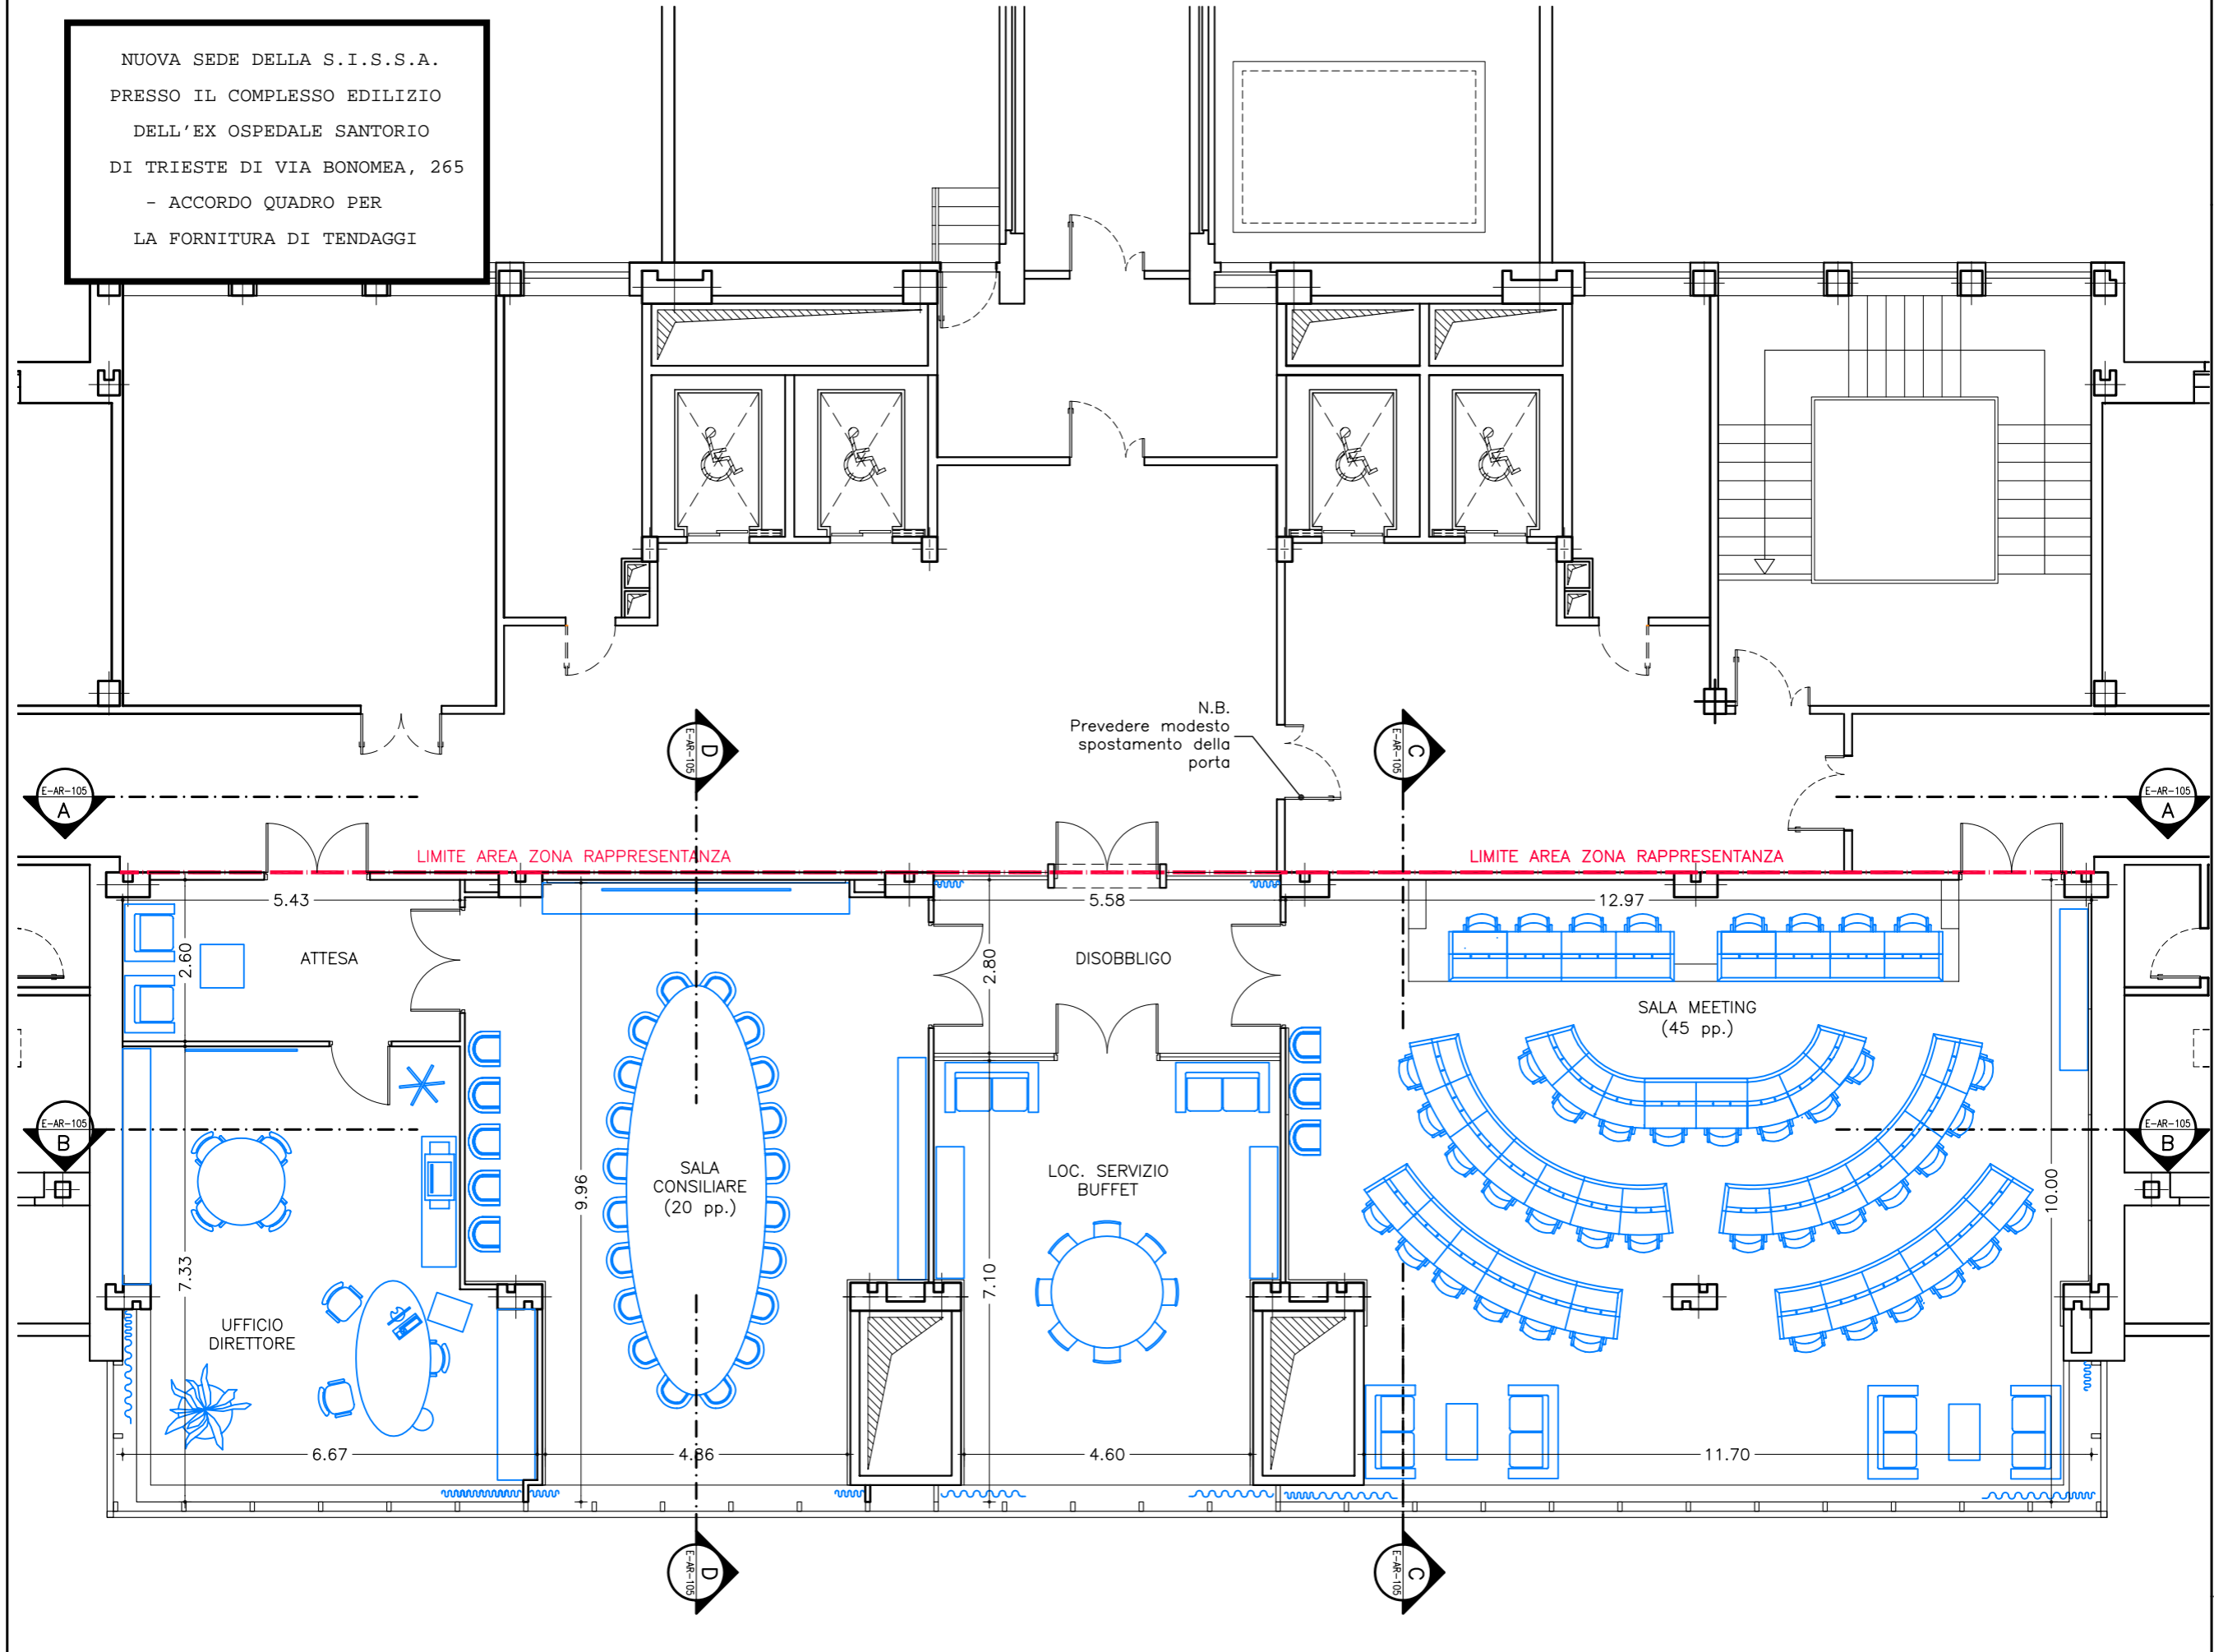 NUOVA SEDE DELLA S.I.S.S.A.
PRESSO IL COMPLESSO EDILIZIO
DELL'EX OSPEDALE SANTORIO
DI TRIESTE DI VIA BONOMEA, 265
- ACCORDO QUADRO PER
LA FORNITURA DI TENDAGGI
N.B.
Prevedere modesto
spostamento della
porta
D
E-AR-105
C
E-AR-105
E-AR-105
A
E-AR-105
A
LIMITE AREA ZONA RAPPRESENTANZA
LIMITE AREA ZONA RAPPRESENTANZA
5.43
5.58
12.97
2.60
ATTESA
2.80
DISOBBLIGO
SALA MEETING
(45 pp.)
E-AR-105
B
E-AR-105
B
SALA
CONSILIARE
(20 pp.)
9.96
LOC. SERVIZIO
BUFFET
10.00
7.33
7.10
UFFICIO
DIRETTORE
6.67
4.86
4.60
11.70
D
E-AR-105
C
E-AR-105